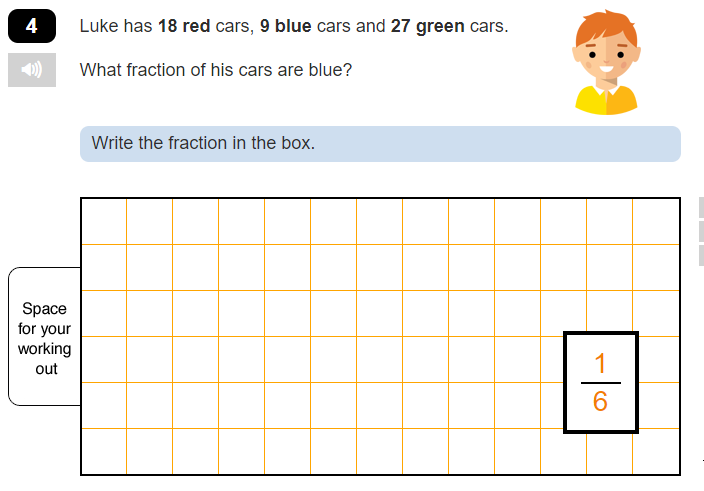 4
Luke has 18 red cars, 9 blue cars and 27 green cars.
What fraction of his cars are blue?
Write the fraction in the box.
Space
for your
working
out
1
6